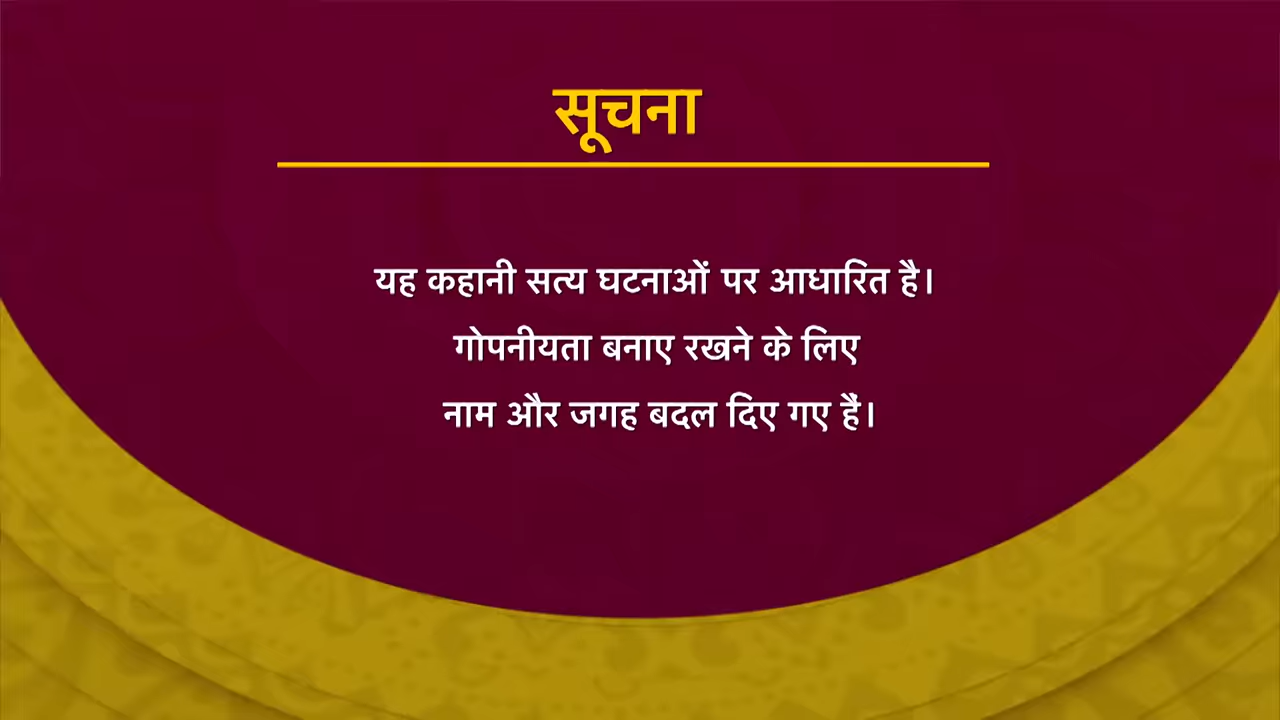 सूचना
यह कहानी सत्य घटनाओं पर आधारित है।
गोपनीयता बनाए रखने के लिए
नाम और जगह बदल दिए गए हैं।